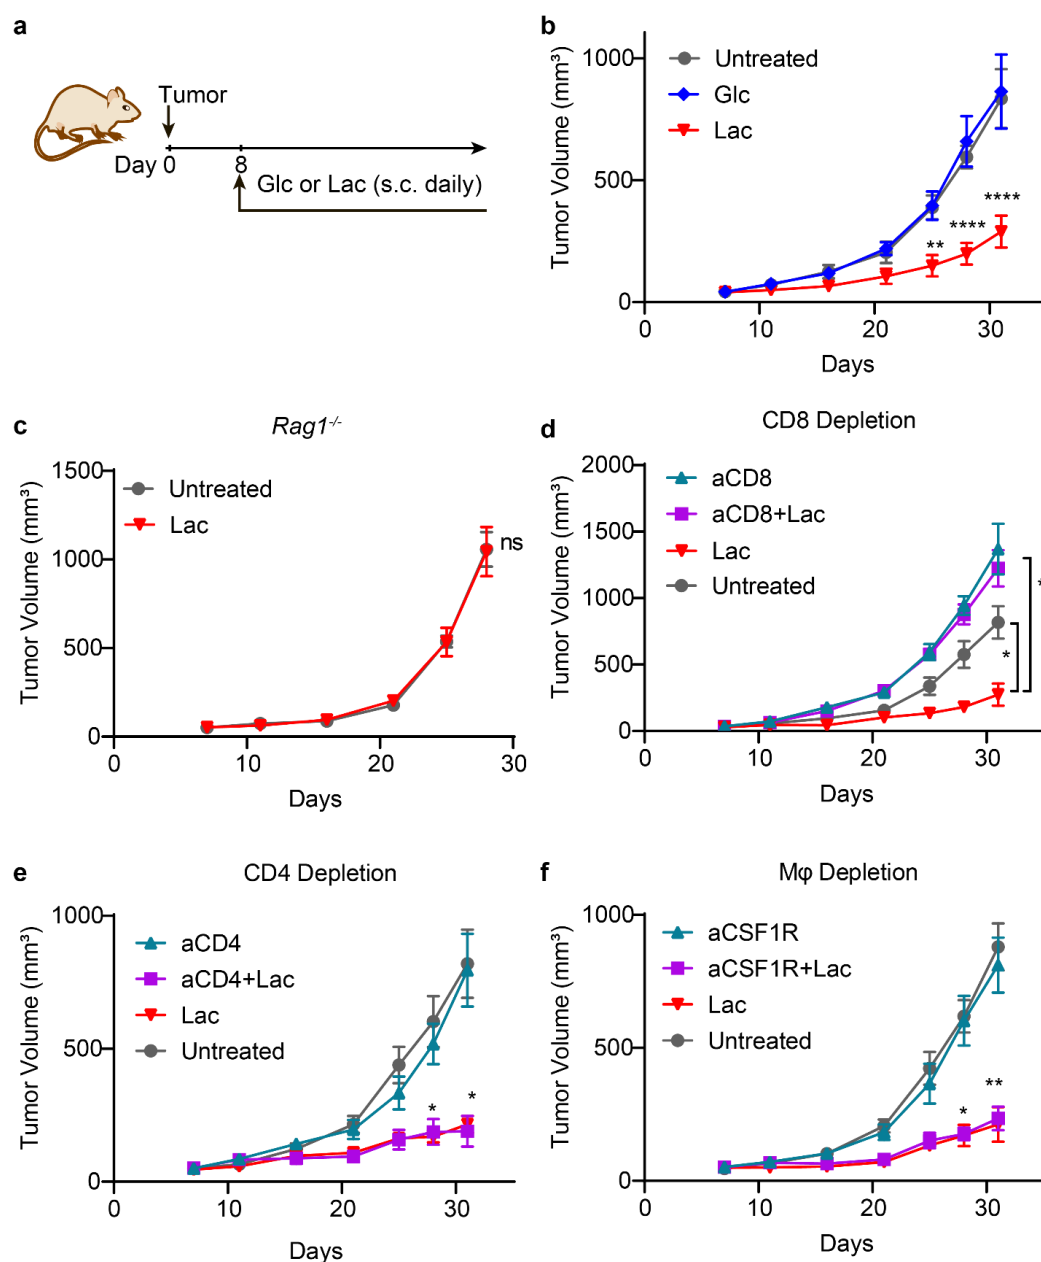 a
Tumor
Day 0 8
Glc or Lac (s.c. daily)
b
Tumor Volume (mm³)
1000
500
0
Untreated
Glc
Lac
**
****
****
0 10 20 30
Days
c
Rag1-/-
Tumor Volume (mm³)
1500
1000
500
0
Untreated
Lac
ns
0 10 20 30
Days
d
CD8 Depletion
Tumor Volume (mm³)
2000
1500
1000
500
0
aCD8
aCD8+Lac
Lac
Untreated
*
*
0 10 20 30
Days
e
CD4 Depletion
Tumor Volume (mm³)
1000
500
0
aCD4
aCD4+Lac
Lac
Untreated
*
*
0 10 20 30
Days
f
Mφ Depletion
Tumor Volume (mm³)
1000
500
0
aCSF1R
aCSF1R+Lac
Lac
Untreated
*
**
0 10 20 30
Days